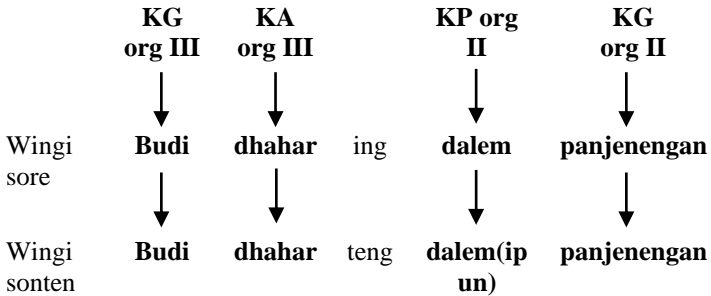 KG KA KP org KG
org III org III II org II
Wingi Budi dhahar ing dalem panjenengan
sore
Wingi Budi dhahar teng dalem(ip panjenengan
sonten un)